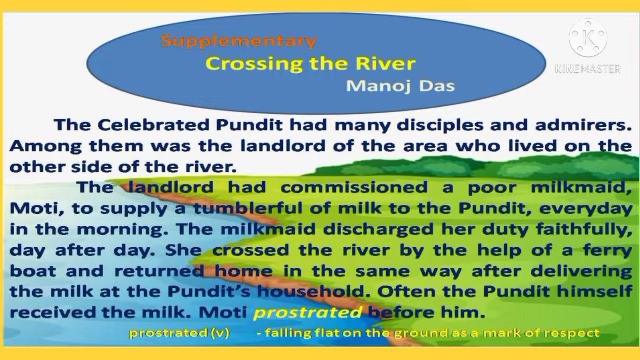 Supplementary
Crossing the River
Manoj Das
KINEMASTER
The Celebrated Pundit had many disciples and admirers.
Among them was the landlord of the area who lived on the
other side of the river.
The landlord had commissioned a poor milkmaid,
Moti, to supply a tumblerful of milk to the Pundit, everyday
in the morning. The milkmaid discharged her duty faithfully,
day after day. She crossed the river by the help of a ferry
boat and returned home in the same way after delivering
the milk at the Pundit's household. Often the Pundit himself
received the milk. Moti prostrated before him.
prostrated (v) - falling flat on the ground as a mark of respect